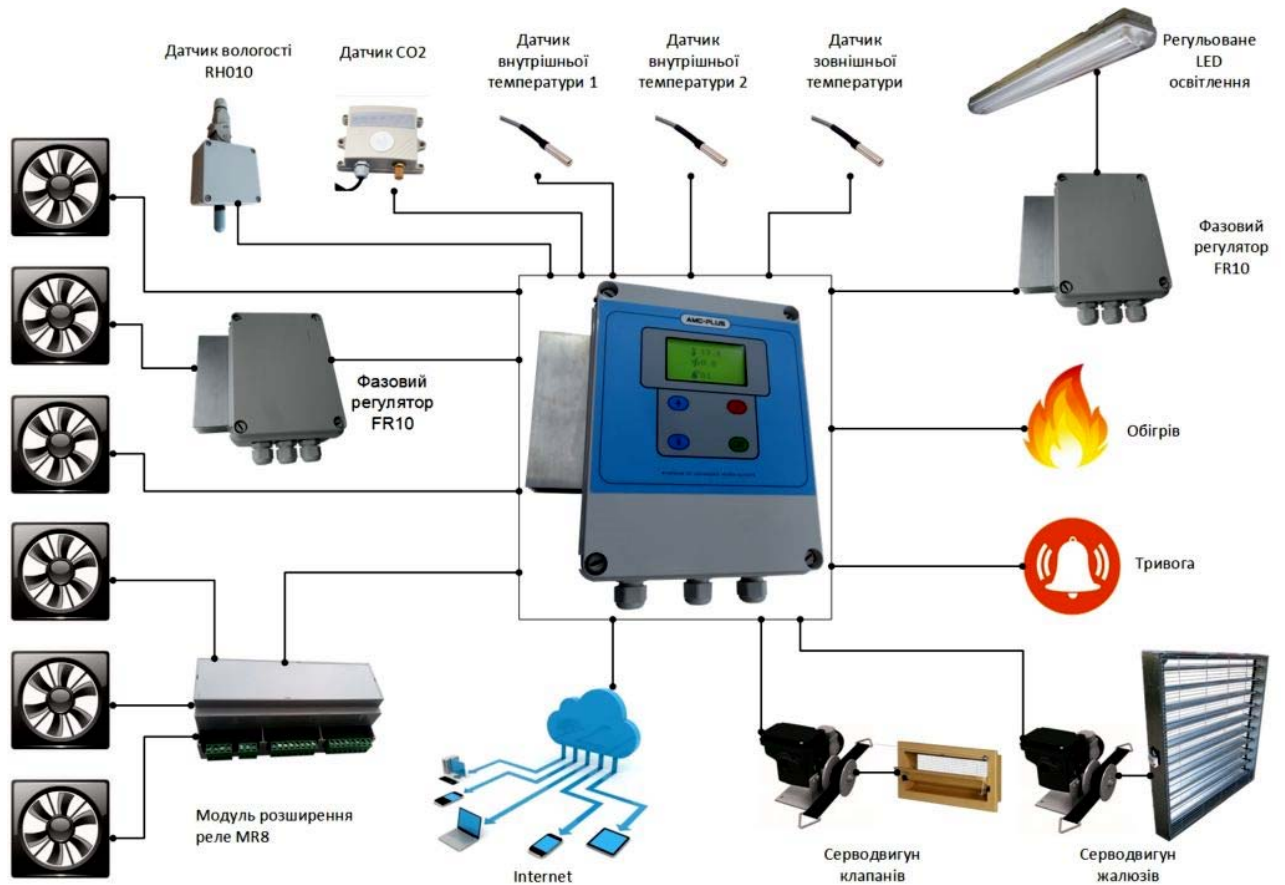 Датчик вологості
RH010
Датчик CO2
Датчик
внутрішньої
температури 1
Датчик
внутрішньої
температури 2
Датчик
зовнішньої
температури
Регульоване
LED
освітлення
Фазовий
регулятор
FR10
AMC-PLUS
Фазовий
регулятор
FR10
Обігрів
Тривога
Модуль розширення
реле MR8
Internet
Серводвигун
клапанів
Серводвигун
жалюзів